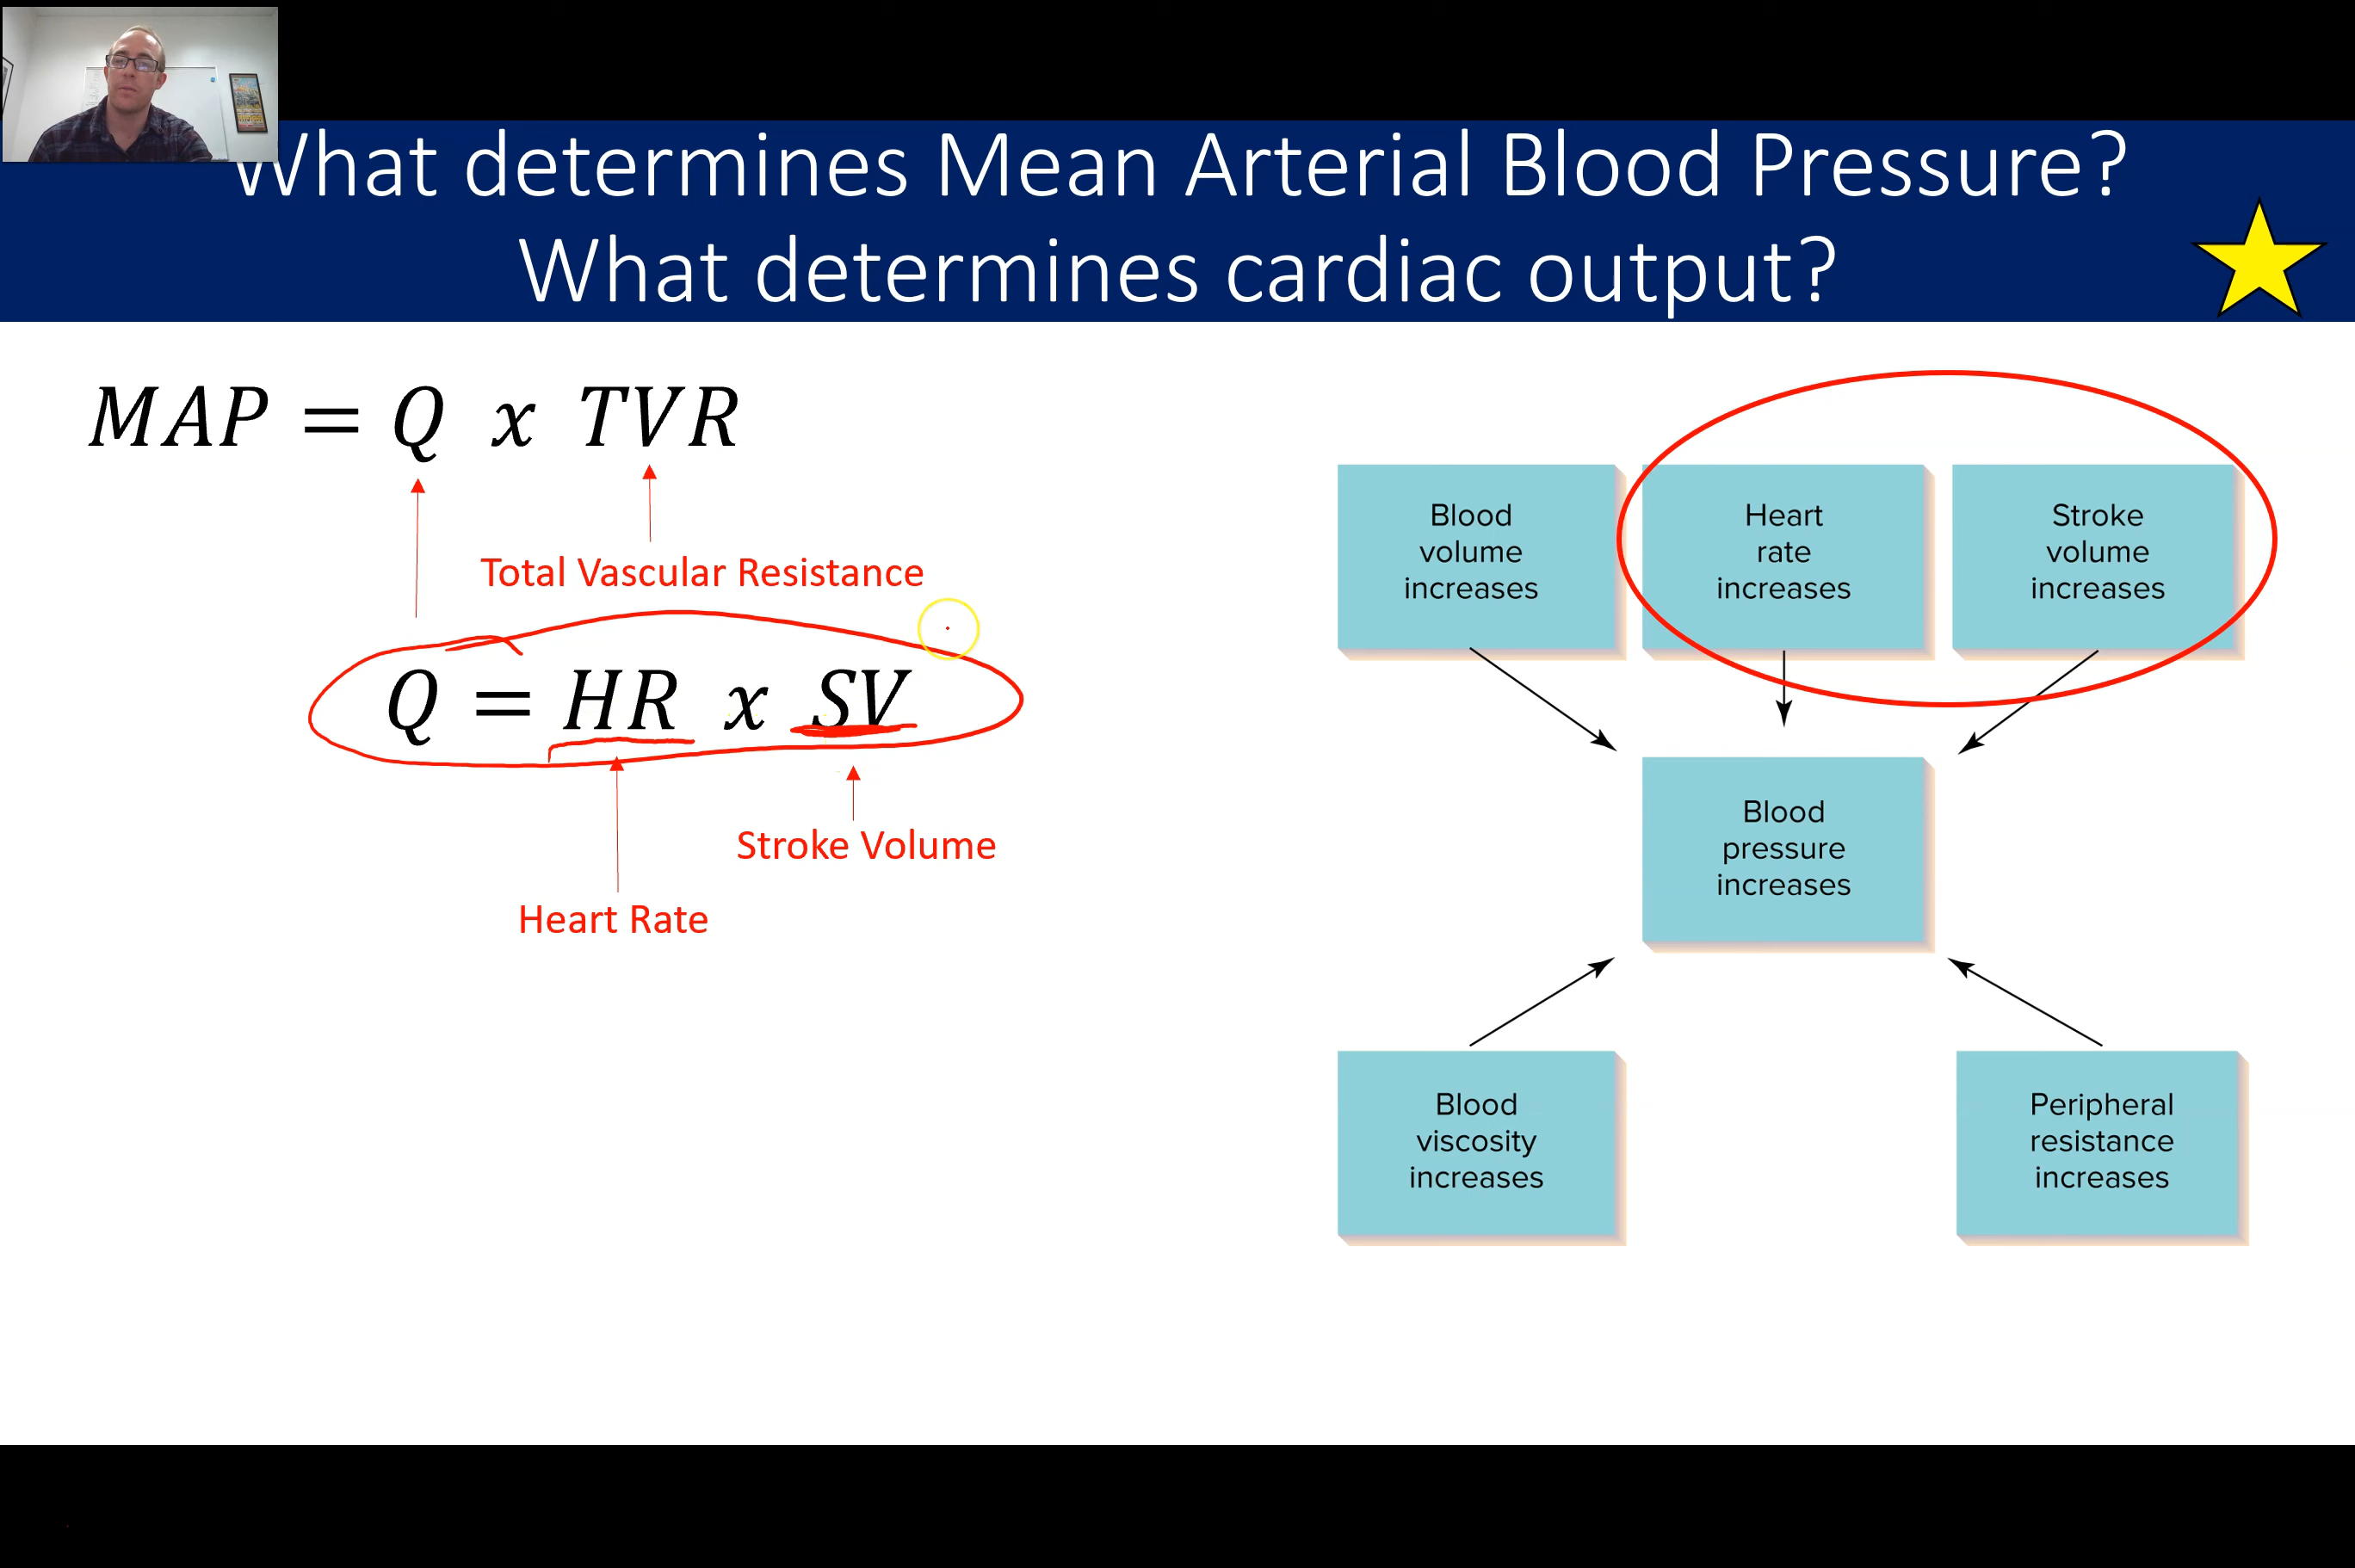 What determines Mean Arterial Blood Pressure?
What determines cardiac output?
MAP = Q x TVR
Total Vascular Resistance
Q = HR x SV
Stroke Volume
Heart Rate
Blood
volume
increases
Heart
rate
increases
Stroke
volume
increases
Blood
pressure
increases
Blood
viscosity
increases
Peripheral
resistance
increases